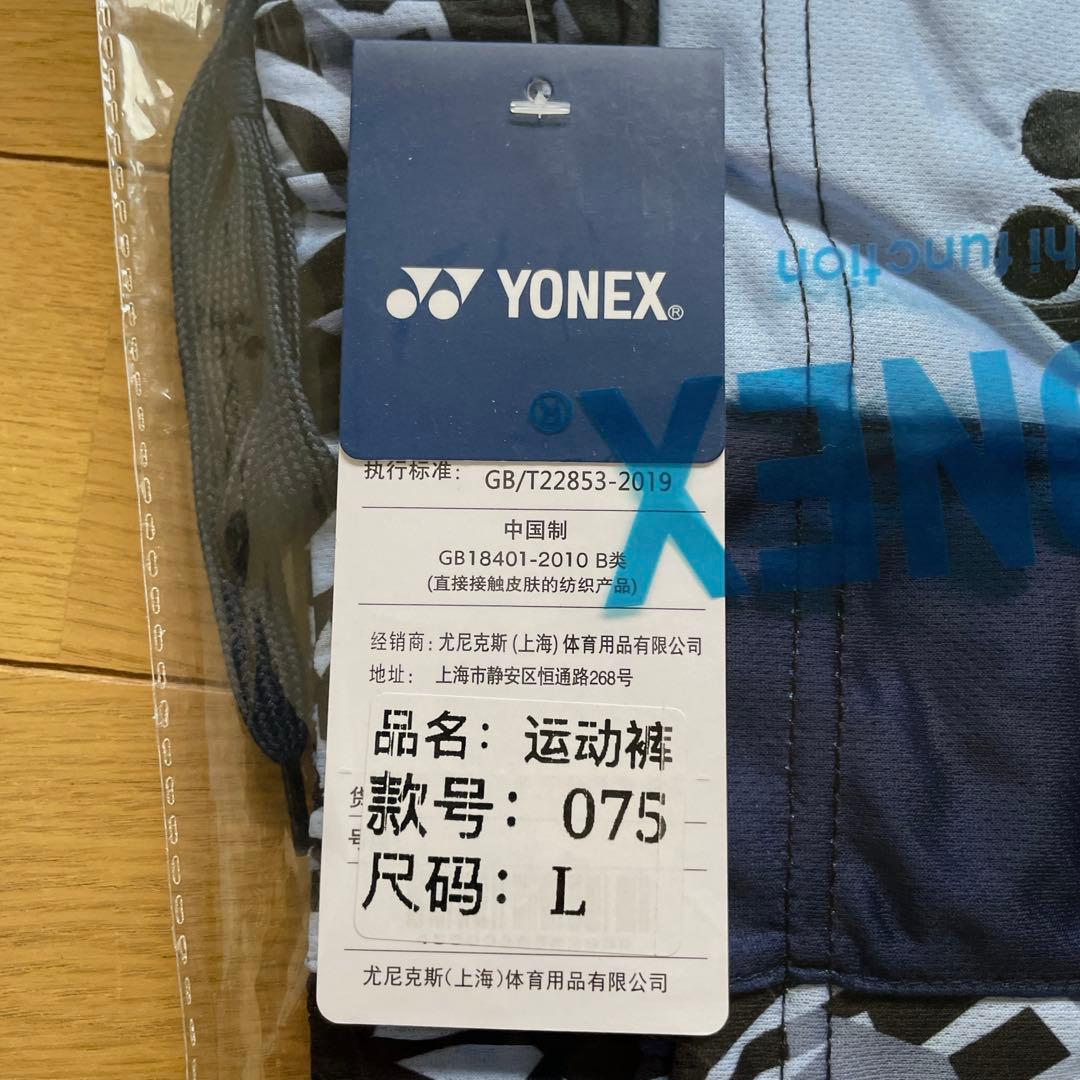 YONEX®
执行标准: GB/T22853-2019
中国制
GB18401-2010 B类
(直接接触皮肤的纺织产品)
经销商: 尤尼克斯 (上海) 体育用品有限公司
地址: 上海市静安区恒通路268号
品名: 运动裤
货
款号: 075
号
尺码: L
尤尼克斯(上海)体育用品有限公司
function
NEX®